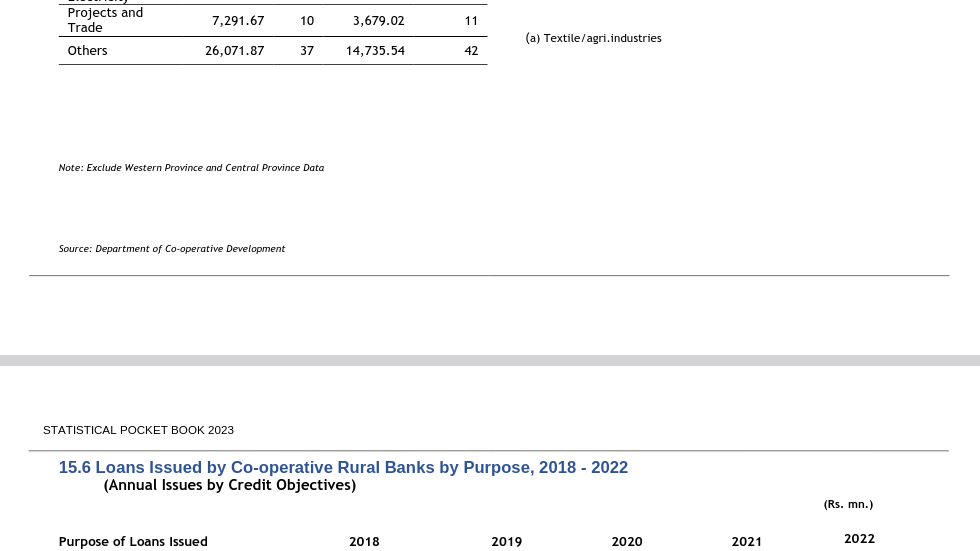 Electricity
Projects and
Trade 7,291.67 10 3,679.02 11
Others 26,071.87 37 14,735.54 42
(a) Textile/agri.industries
Note: Exclude Western Province and Central Province Data
Source: Department of Co-operative Development
STATISTICAL POCKET BOOK 2023
15.6 Loans Issued by Co-operative Rural Banks by Purpose, 2018 - 2022
(Annual Issues by Credit Objectives)
(Rs. mn.)
Purpose of Loans Issued 2018 2019 2020 2021 2022